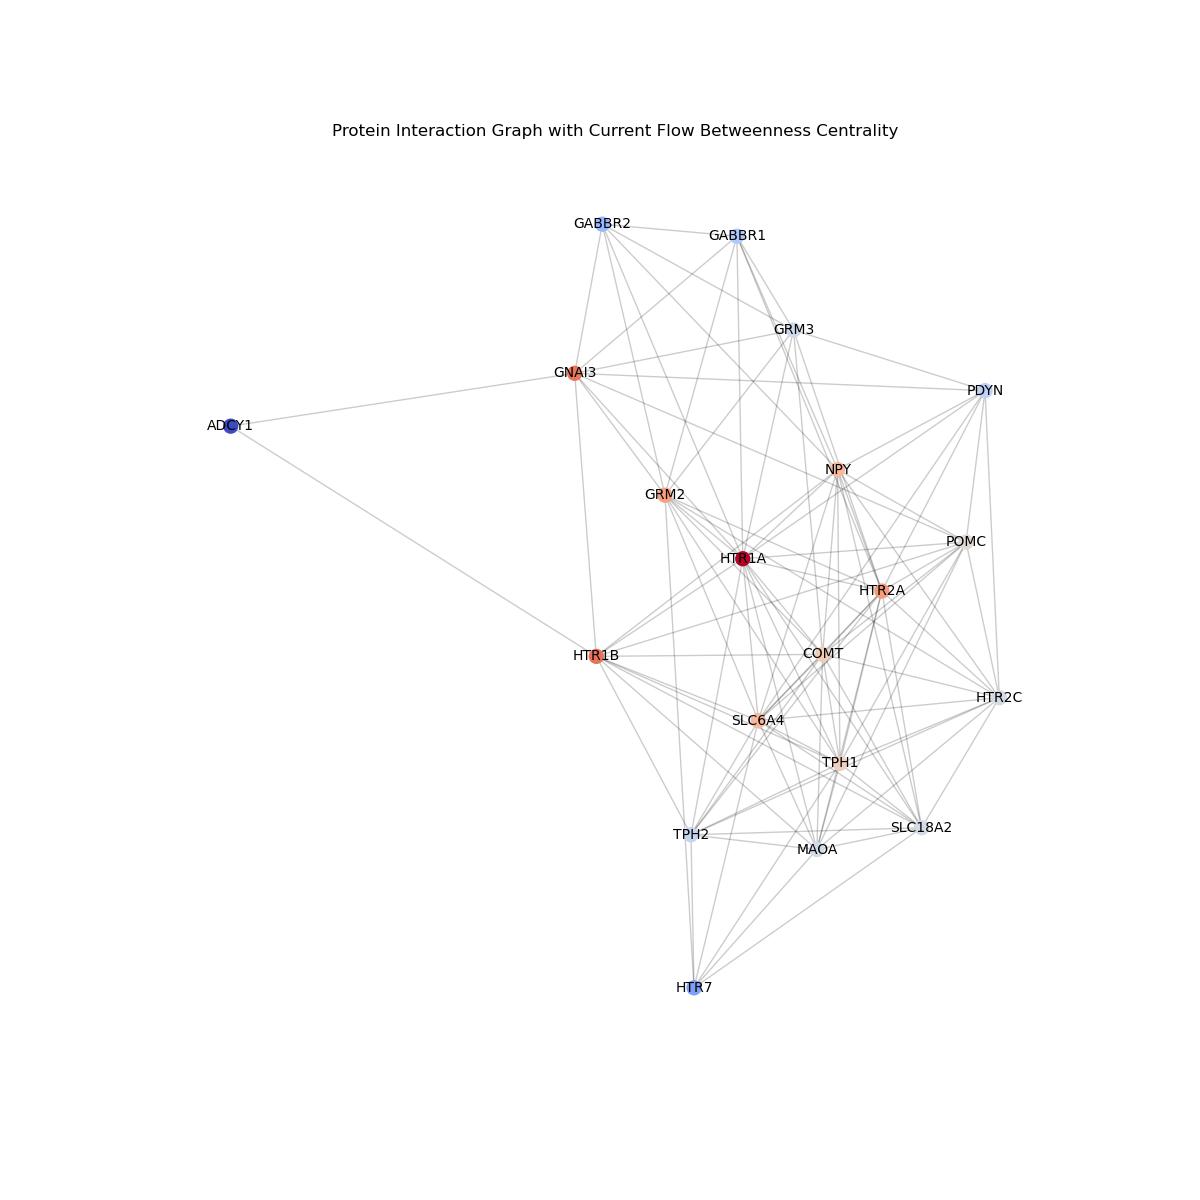 Protein Interaction Graph with Current Flow Betweenness Centrality
GABBR2
GABBR1
GRM3
GNAI3
PDYN
ADCY1
NPY
GRM2
POMC
HTR1A
HTR2A
COMT
HTR1B
HTR2C
SLC6A4
TPH1
SLC18A2
TPH2
MAOA
HTR7